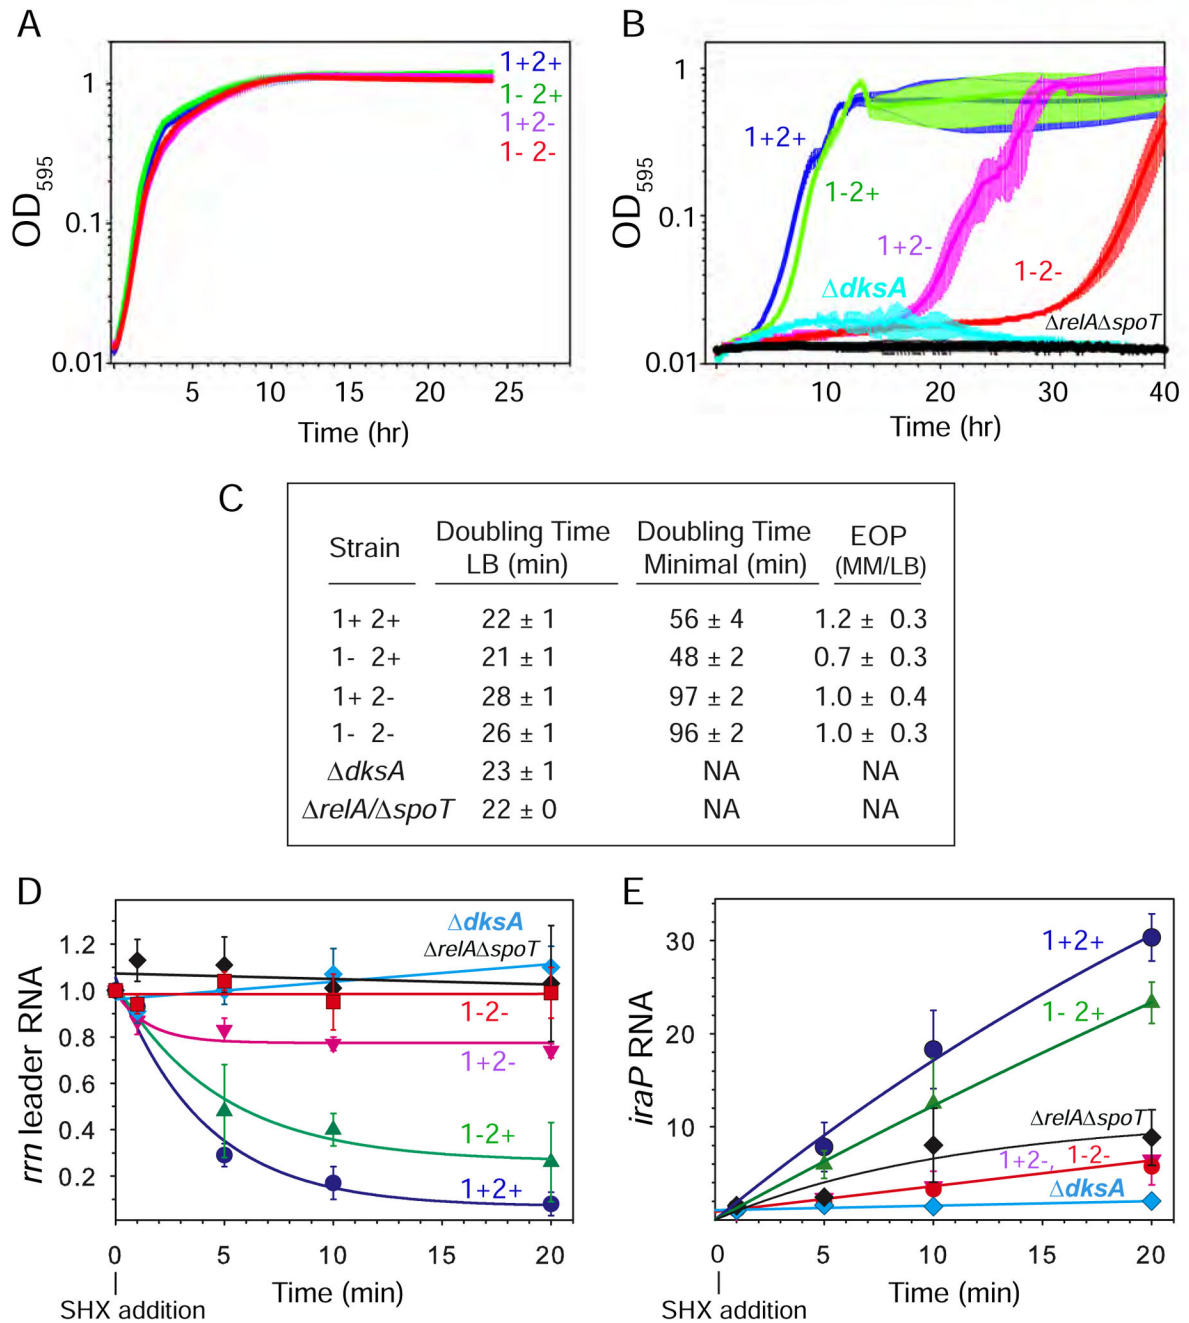 A
OD595
1
0.1
0.01
5 10 15 20 25
Time (hr)
1+2+
1- 2+
1+2-
1- 2-
B
OD595
1
0.1
0.01
10 20 30 40
Time (hr)
1+2+
1-2+
1+2-
1-2-
ΔdksA
ΔrelAΔspoT
C
Strain Doubling Time LB (min) Doubling Time Minimal (min) EOP (MM/LB)
1+ 2+ 22 ± 1 56 ± 4 1.2 ± 0.3
1- 2+ 21 ± 1 48 ± 2 0.7 ± 0.3
1+ 2- 28 ± 1 97 ± 2 1.0 ± 0.4
1- 2- 26 ± 1 96 ± 2 1.0 ± 0.3
ΔdksA 23 ± 1 NA NA
ΔrelA/ΔspoT 22 ± 0 NA NA
D
rrn leader RNA
1.2
1.0
0.8
0.6
0.4
0.2
0 5 10 15 20
Time (min)
SHX addition
ΔdksA
ΔrelAΔspoT
1-2-
1+2-
1-2+
1+2+
E
iraP RNA
30
20
10
0 5 10 15 20
Time (min)
SHX addition
1+2+
1- 2+
ΔrelAΔspoT
1+2-, 1-2-
ΔdksA